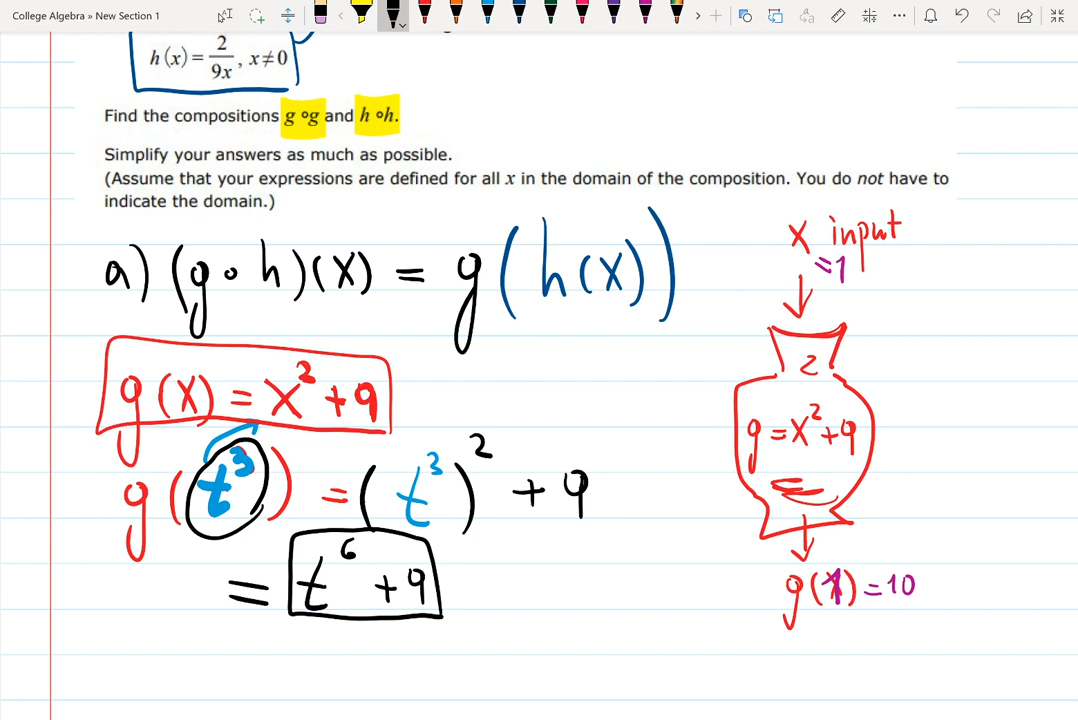 College Algebra » New Section 1
h(x) = 2/9x , x≠0
Find the compositions g∘g and h∘h.
Simplify your answers as much as possible.
(Assume that your expressions are defined for all x in the domain of the composition. You do not have to
indicate the domain.)
a) (g∘h)(x) = g(h(x))
x input
=1
g(x) = x²+9
2
g=x²+9
g(t³) = (t³)² + 9
= t⁶ +9
g(1)=10